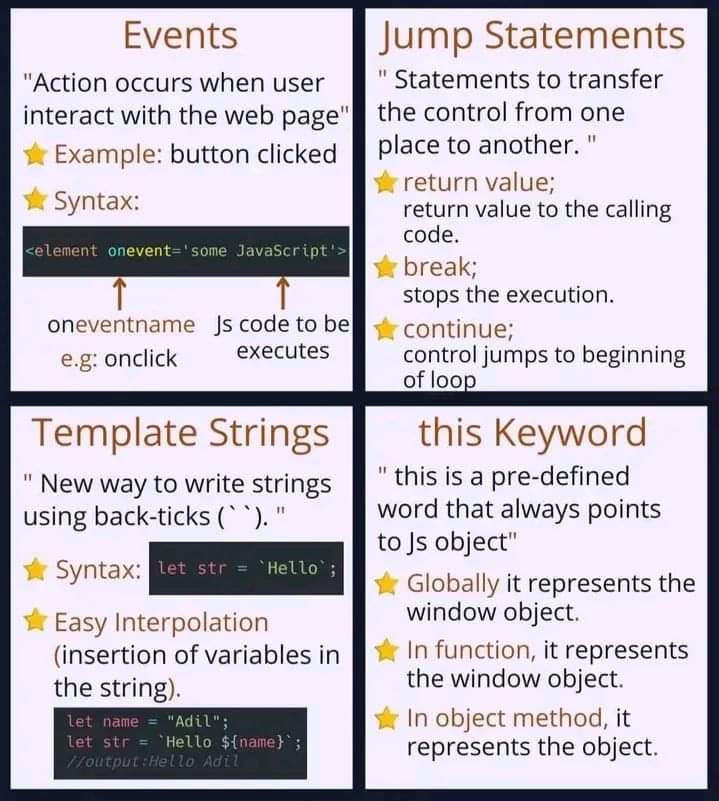 Events
"Action occurs when user
interact with the web page"
Example: button clicked
Syntax:
<element onevent='some JavaScript'>
oneventname
e.g: onclick
Js code to be
executes
Jump Statements
" Statements to transfer
the control from one
place to another. "
return value;
return value to the calling
code.
break;
stops the execution.
continue;
control jumps to beginning
of loop
Template Strings
" New way to write strings
using back-ticks (``). "
Syntax: let str = `Hello`;
Easy Interpolation
(insertion of variables in
the string).
let name = "Adil";
let str = `Hello ${name}`;
//output:Hello Adil
this Keyword
" this is a pre-defined
word that always points
to Js object"
Globally it represents the
window object.
In function, it represents
the window object.
In object method, it
represents the object.